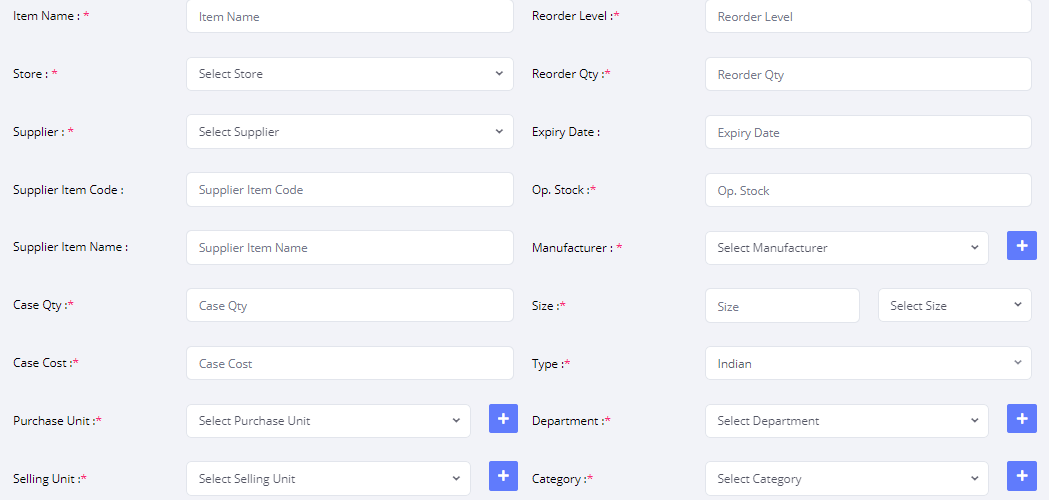 Item Name : * Item Name Reorder Level :* Reorder Level
Store : * Select Store Reorder Qty :* Reorder Qty
Supplier : * Select Supplier Expiry Date : Expiry Date
Supplier Item Code : Supplier Item Code Op. Stock :* Op. Stock
Supplier Item Name : Supplier Item Name Manufacturer : * Select Manufacturer +
Case Qty :* Case Qty Size :* Size Select Size
Case Cost :* Case Cost Type :* Indian
Purchase Unit :* Select Purchase Unit + Department :* Select Department +
Selling Unit :* Select Selling Unit + Category :* Select Category +